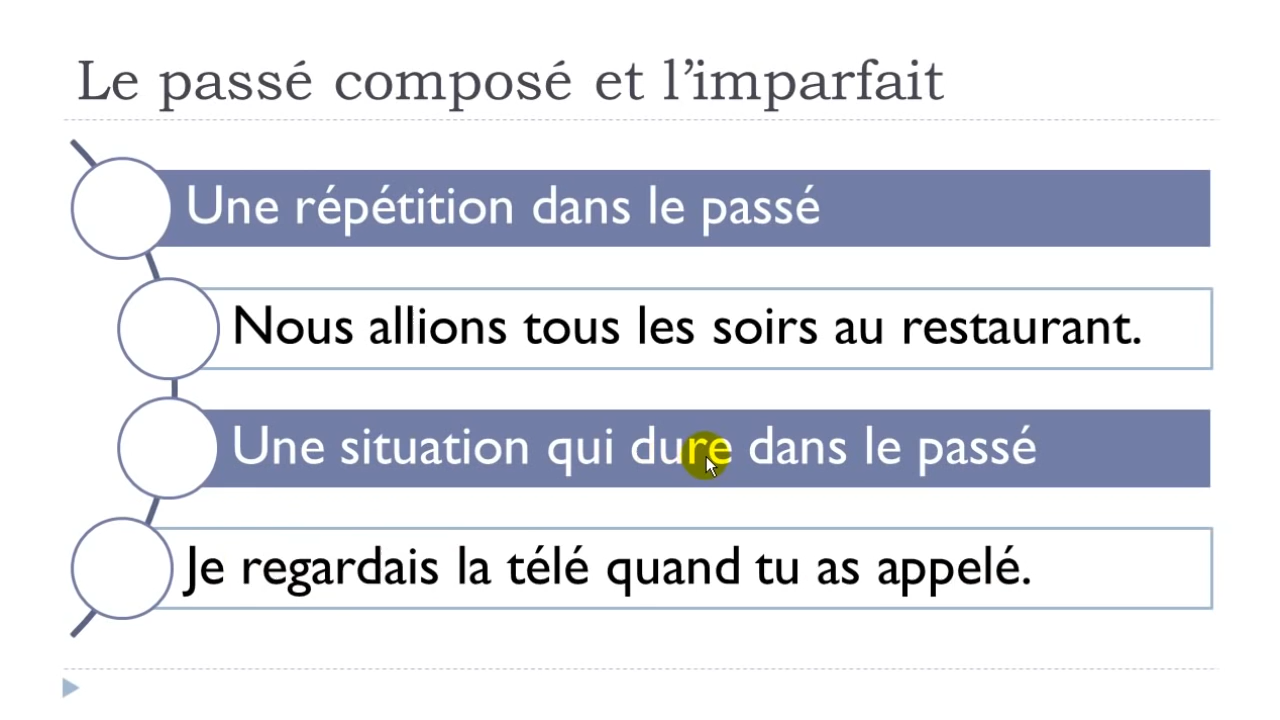 Le passé composé et l’imparfait
Une répétition dans le passé
Nous allions tous les soirs au restaurant.
Une situation qui dure dans le passé
Je regardais la télé quand tu as appelé.